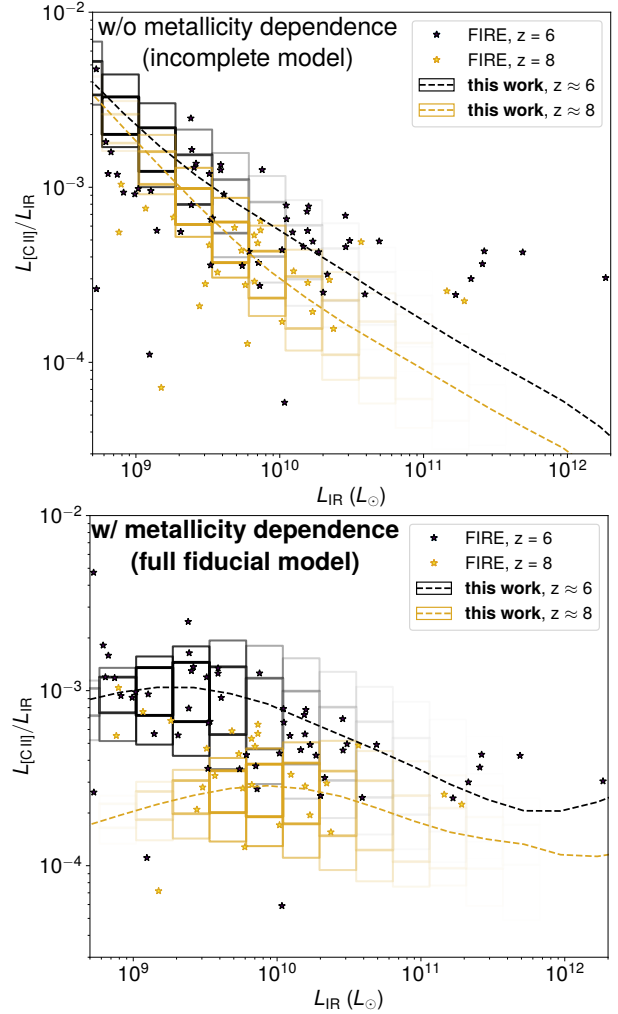 w/o metallicity dependence
(incomplete model)
FIRE, z = 6
FIRE, z = 8
this work, z ≈ 6
this work, z ≈ 8
10⁻²
10⁻³
10⁻⁴
L[C II]/LIR
10⁹ 10¹⁰ 10¹¹ 10¹²
LIR (L⊙)
w/ metallicity dependence
(full fiducial model)
FIRE, z = 6
FIRE, z = 8
this work, z ≈ 6
this work, z ≈ 8
10⁻²
10⁻³
10⁻⁴
L[C II]/LIR
10⁹ 10¹⁰ 10¹¹ 10¹²
LIR (L⊙)